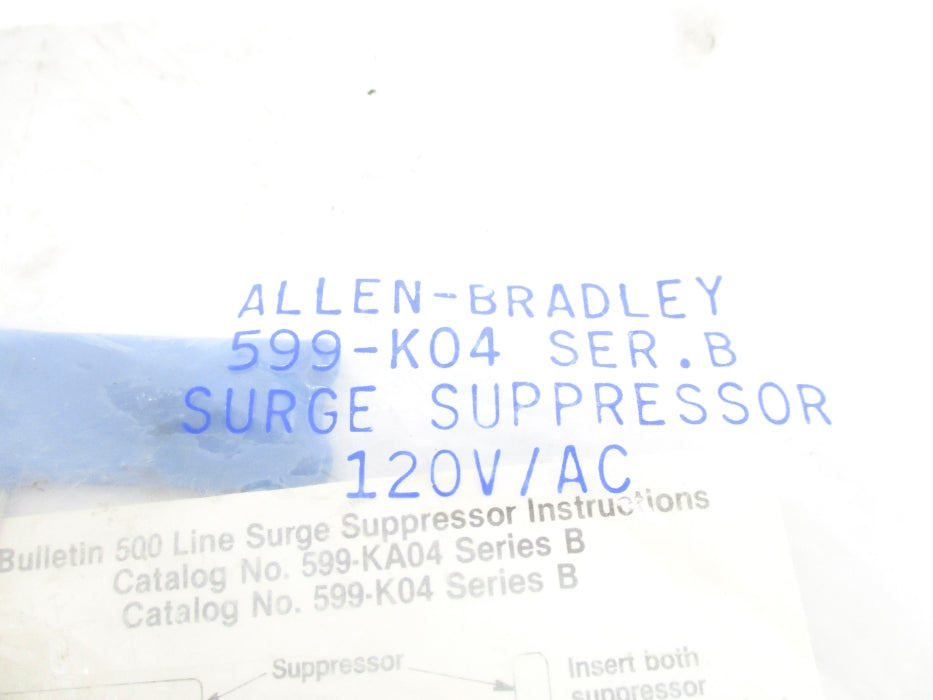 ALLEN-BRADLEY
599-K04 SER.B
SURGE SUPPRESSOR
120V/AC
Bulletin 500 Line Surge Suppressor Instructions
Catalog No. 599-KA04 Series B
Catalog No. 599-K04 Series B
Suppressor
Insert both
suppressor